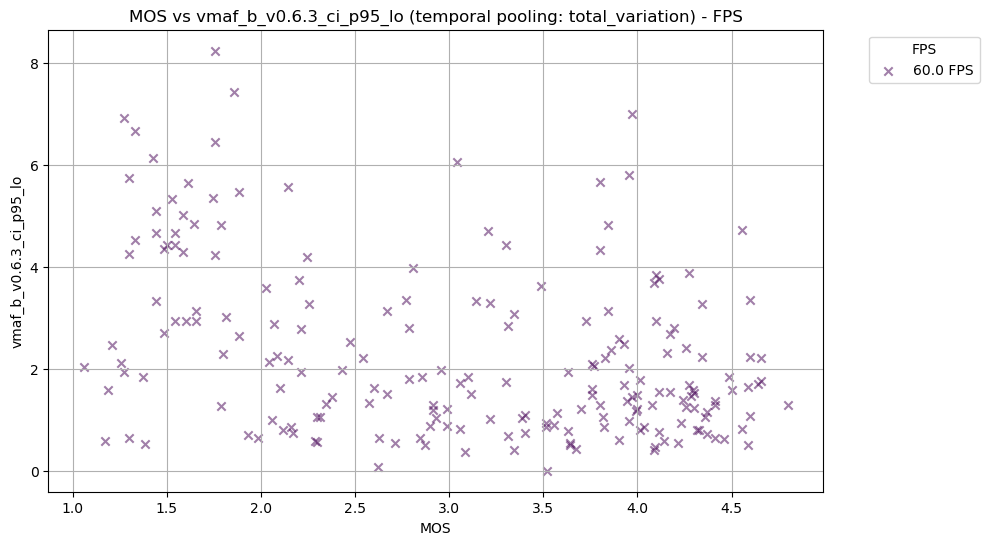 MOS vs vmaf_b_v0.6.3_ci_p95_lo (temporal pooling: total_variation) - FPS
FPS
60.0 FPS
vmaf_b_v0.6.3_ci_p95_lo
8
6
4
2
0
1.0 1.5 2.0 2.5 3.0 3.5 4.0 4.5
MOS